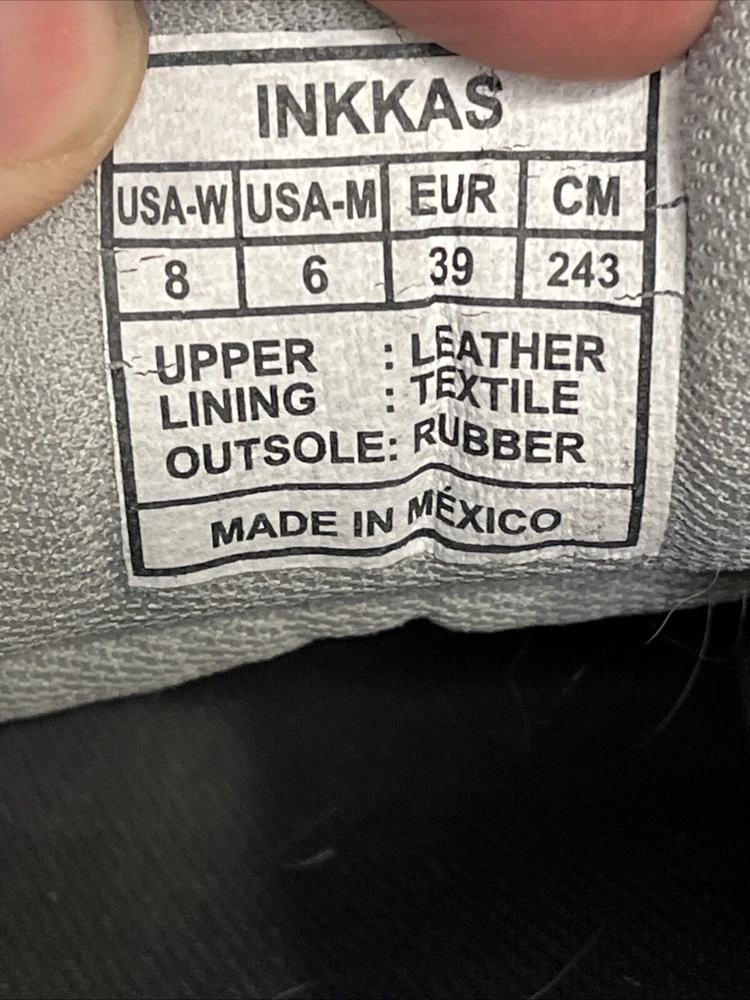 INKKAS
USA-W USA-M EUR CM
8 6 39 243
UPPER : LEATHER
LINING : TEXTILE
OUTSOLE: RUBBER
MADE IN MÉXICO